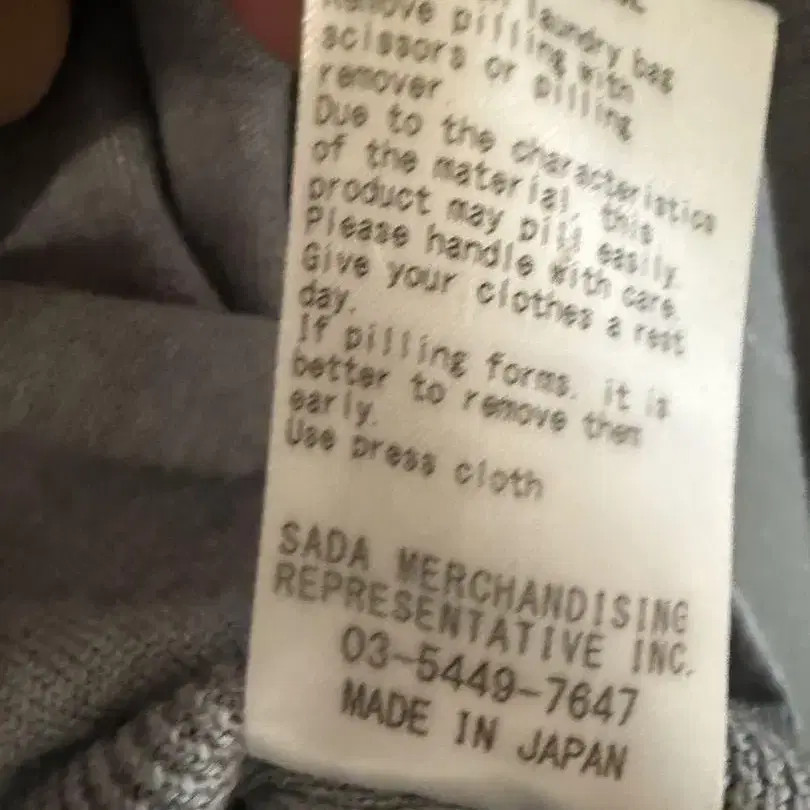 laundry bag
Remove pilling with
scissors or pilling
remover
Due to the characteristics
of the material, this
product may pill easily.
Please handle with care.
Give your clothes a rest
day.
If pilling forms, it is
better to remove them
early.
Use press cloth
SADA MERCHANDISING
REPRESENTATIVE INC.
03-5449-7647
MADE IN JAPAN